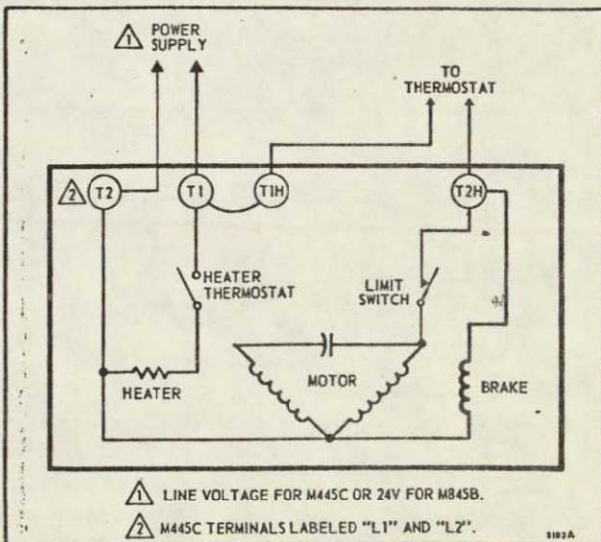 1 POWER
SUPPLY
TO
THERMOSTAT
2 T2 T1 T1H T2H
HEATER
THERMOSTAT
LIMIT
SWITCH
HEATER
MOTOR
BRAKE
1 LINE VOLTAGE FOR M445C OR 24V FOR M845B.
2 M445C TERMINALS LABELED "L1" AND "L2".